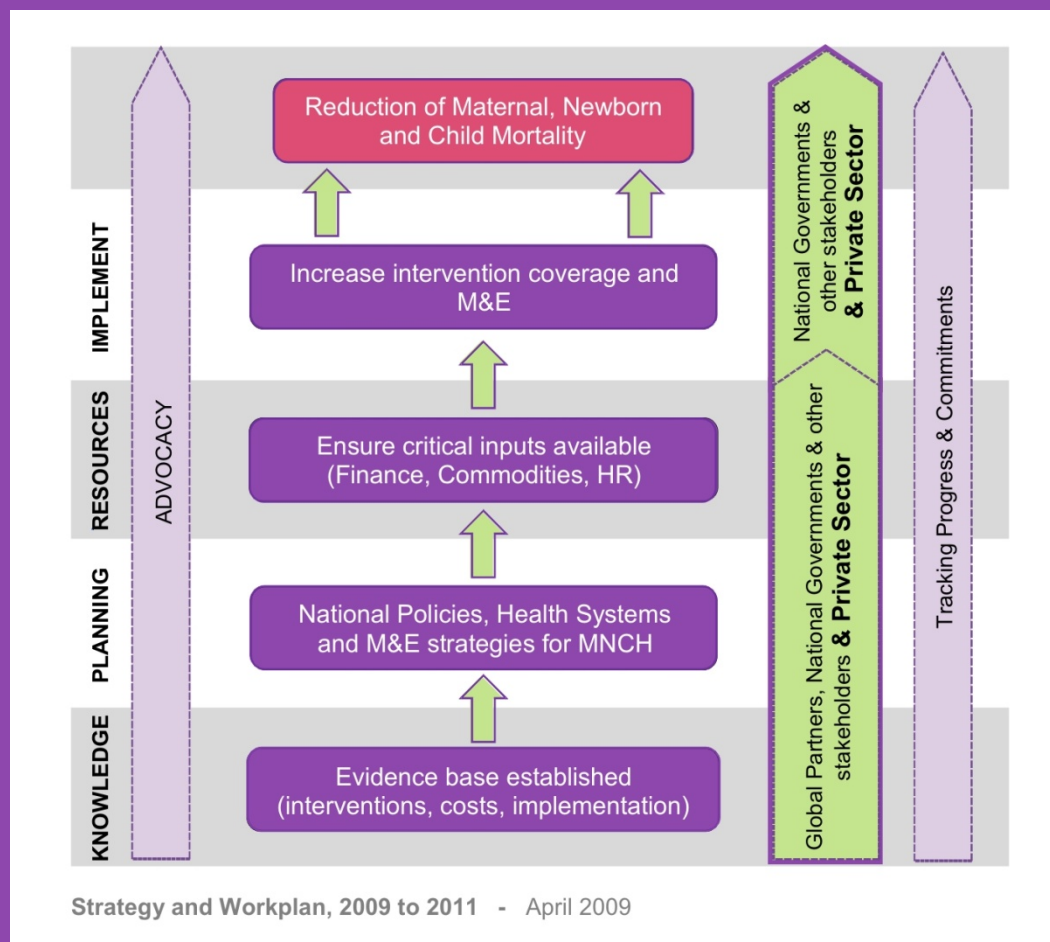 Reduction of Maternal, Newborn
and Child Mortality
IMPLEMENT
Increase intervention coverage and
M&E
RESOURCES
Ensure critical inputs available
(Finance, Commodities, HR)
PLANNING
National Policies, Health Systems
and M&E strategies for MNCH
KNOWLEDGE
Evidence base established
(interventions, costs, implementation)
ADVOCACY
National Governments &
other stakeholders
& Private Sector
Global Partners, National Governments & other
stakeholders & Private Sector
Tracking Progress & Commitments
Strategy and Workplan, 2009 to 2011 - April 2009